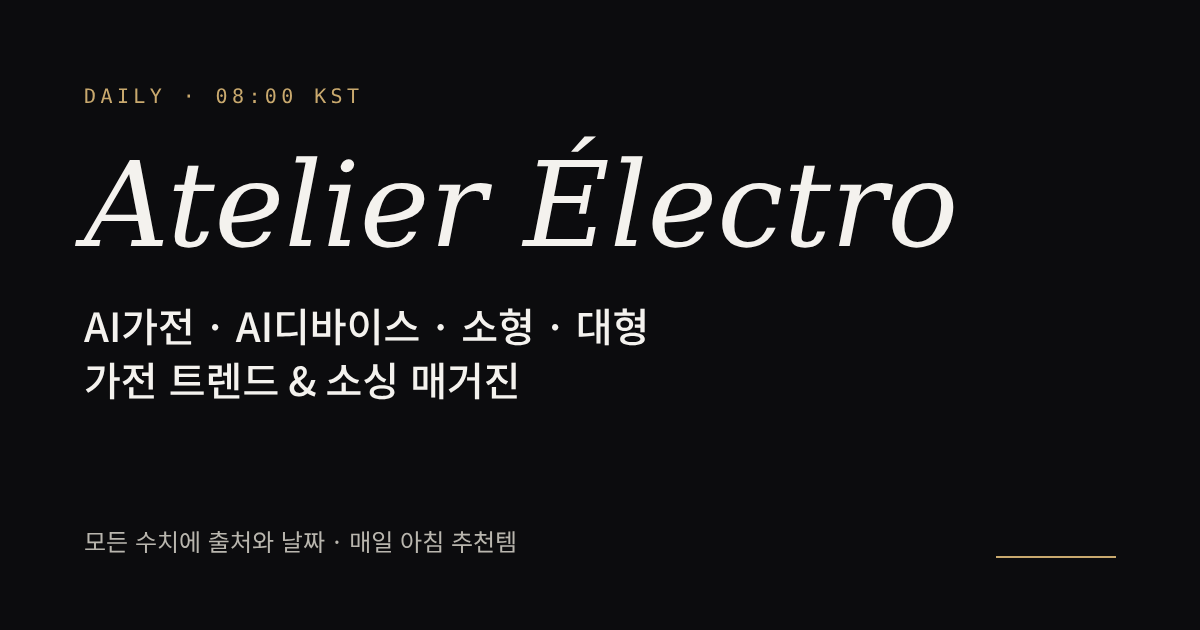 DAILY · 08:00 KST
Atelier Électro
AI가전 · AI디바이스 · 소형 · 대형
가전 트렌드 & 소싱 매거진
모든 수치에 출처와 날짜 · 매일 아침 추천템